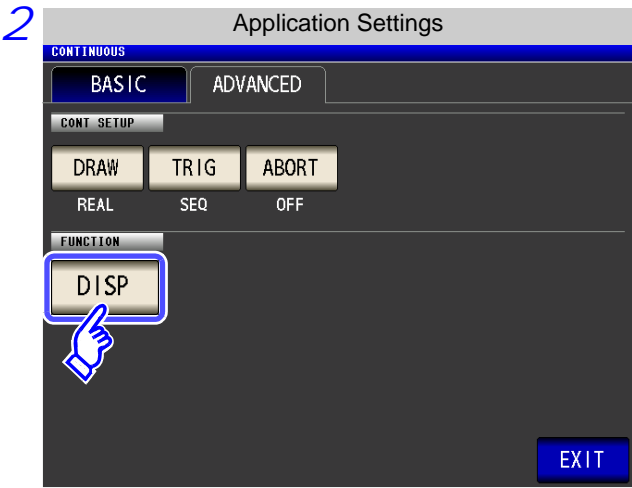 2
Application Settings
CONTINUOUS
BASIC ADVANCED
CONT SETUP
DRAW TRIG ABORT
REAL SEQ OFF
FUNCTION
DISP
EXIT